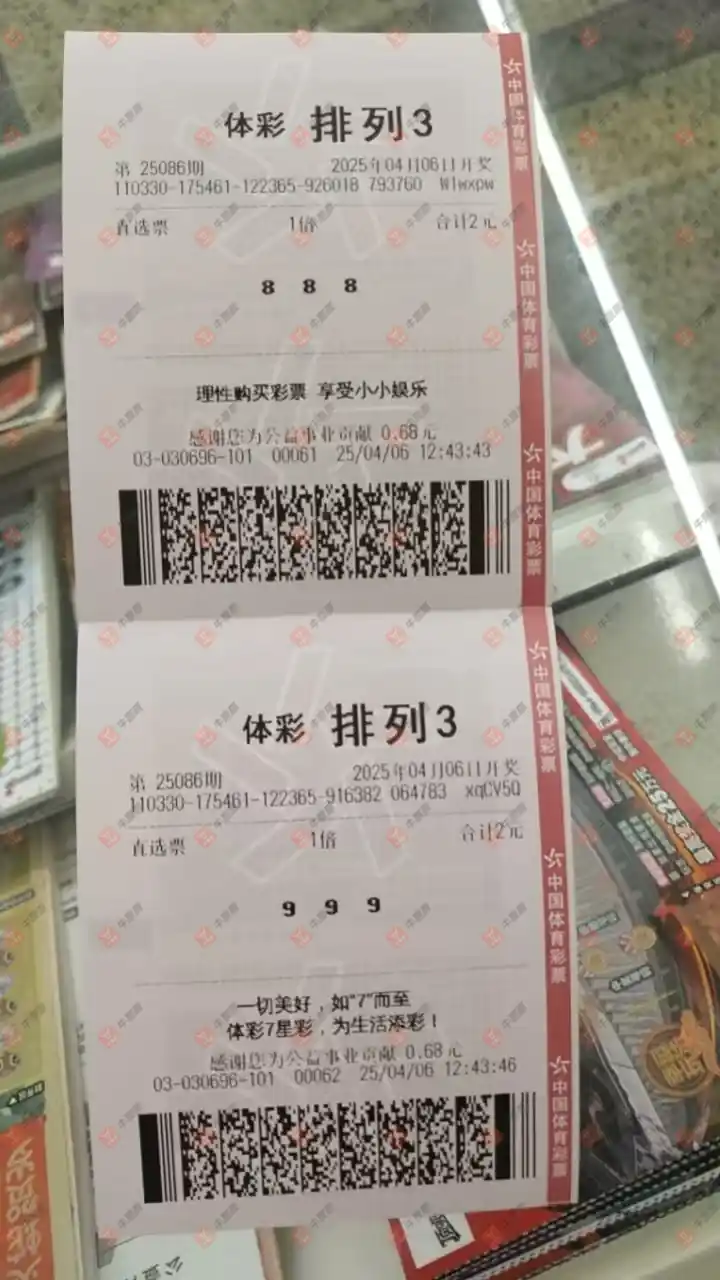 体彩 排列3
第 25086期 2025年04月06日开奖
110330-175461-122365-926018 793760 Wlwxpw
直选票 1倍 合计2元
8 8 8
理性购买彩票 享受小小娱乐
感谢您为公益事业贡献 0.68元
03-030696-101 00061 25/04/06 12:43:43
中国体育彩票
中国体育彩票
中国体育彩票
体彩 排列3
第 25086期 2025年04月06日开奖
110330-175461-122365-916382 064783 xqCV5Q
直选票 1倍 合计2元
9 9 9
一切美好，如“7”而至
体彩7星彩，为生活添彩！
感谢您为公益事业贡献 0.68元
03-030696-101 00062 25/04/06 12:43:46
中国体育彩票
中国体育彩票
中国体育彩票